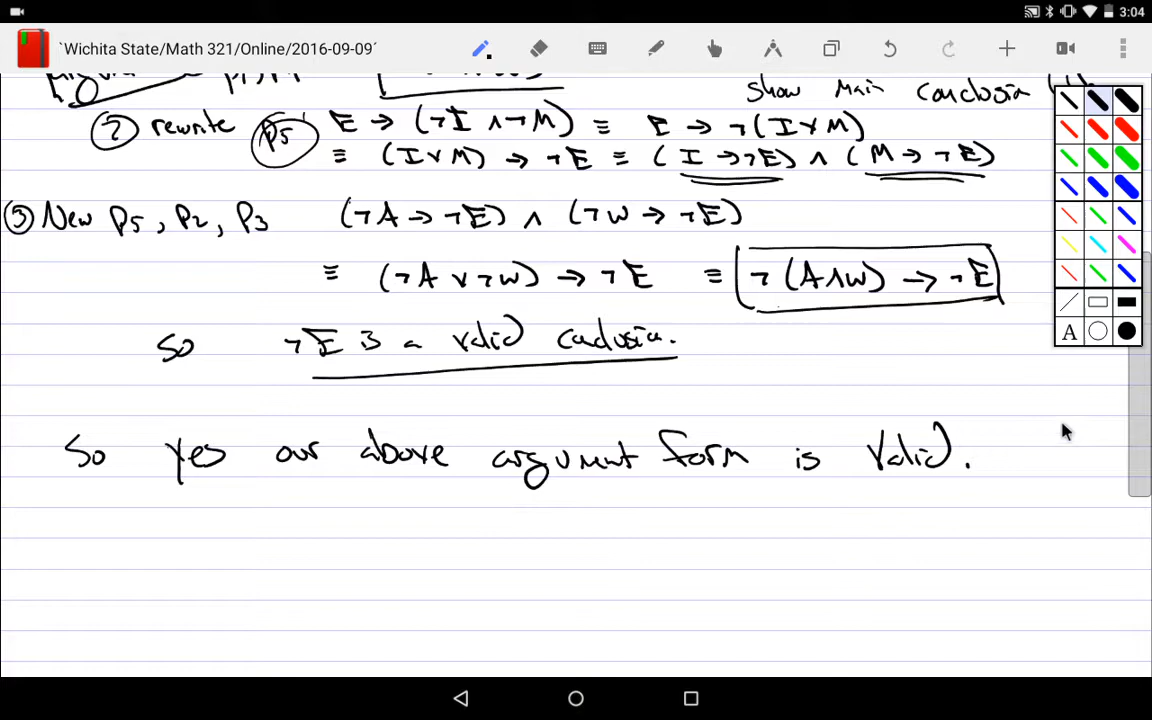 3:04
`Wichita State/Math 321/Online/2016-09-09´
show main conclusion (1).
② rewrite P5 E → (¬I ∧ ¬M) ≡ E → ¬(I ∨ M)
≡ (I ∨ M) → ¬E ≡ (I → ¬E) ∧ (M → ¬E)
③ New P5, P2, P3 (¬A → ¬E) ∧ (¬W → ¬E)
≡ (¬A ∨ ¬W) → ¬E ≡ ¬(A ∧ W) → ¬E
So ¬E is a valid conclusion.
So yes our above argument form is valid.
A